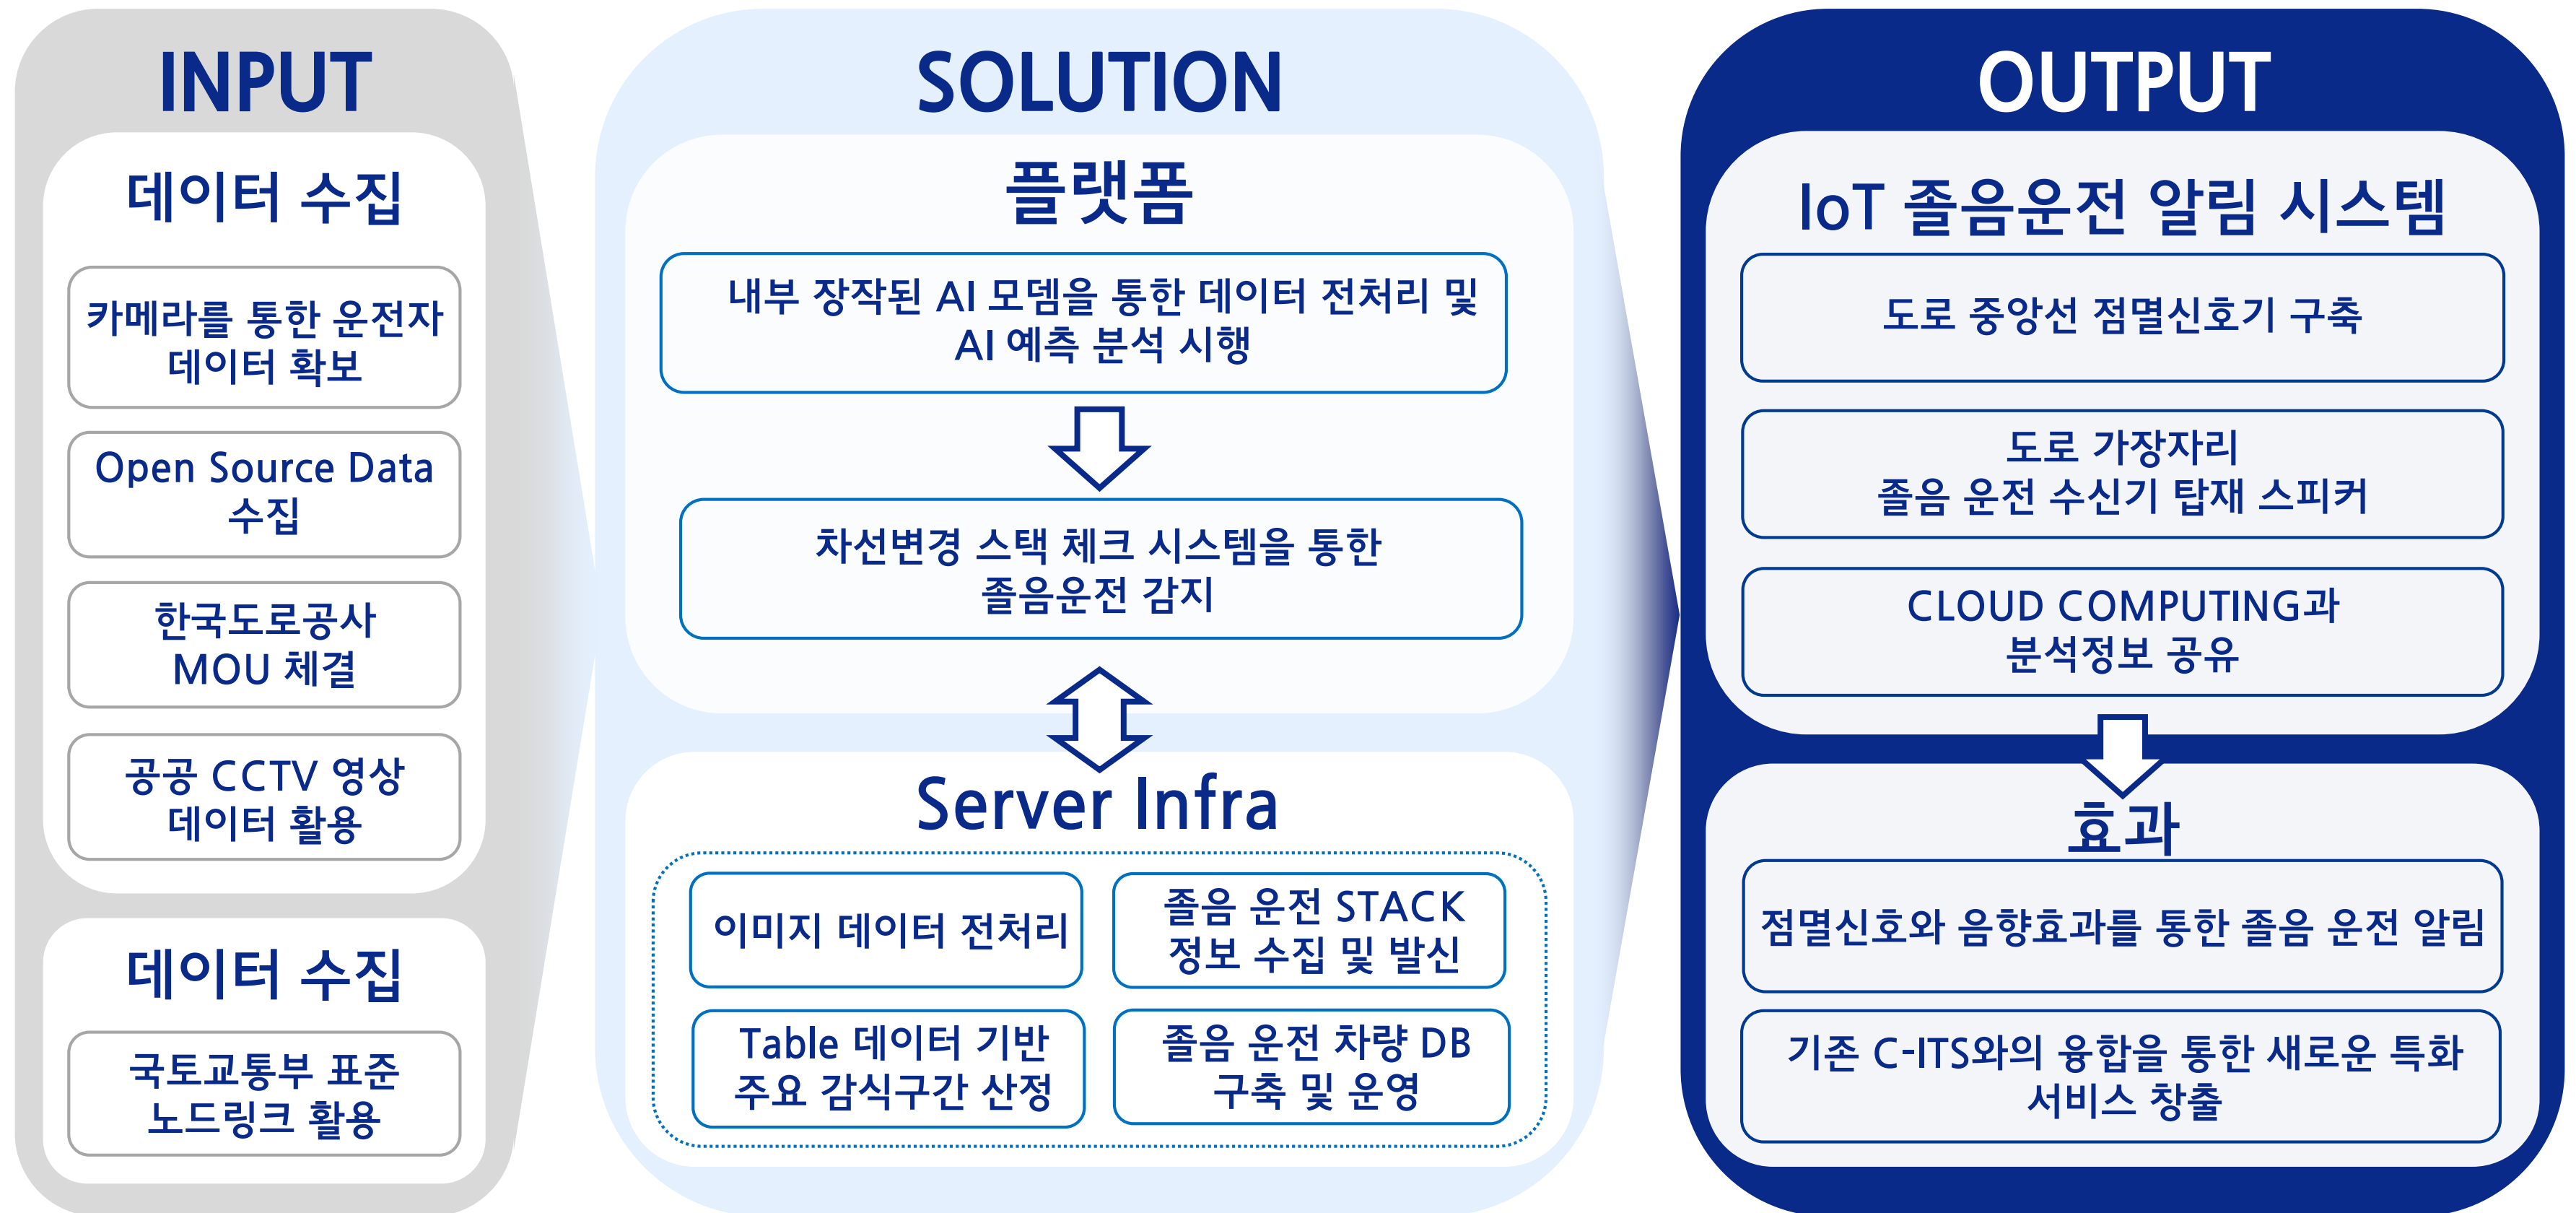 INPUT
데이터 수집
카메라를 통한 운전자
데이터 확보
Open Source Data
수집
한국도로공사
MOU 체결
공공 CCTV 영상
데이터 활용
데이터 수집
국토교통부 표준
노드링크 활용
SOLUTION
플랫폼
내부 장작된 AI 모뎀을 통한 데이터 전처리 및
AI 예측 분석 시행
차선변경 스택 체크 시스템을 통한
졸음운전 감지
Server Infra
이미지 데이터 전처리
졸음 운전 STACK
정보 수집 및 발신
Table 데이터 기반
주요 감식구간 산정
졸음 운전 차량 DB
구축 및 운영
OUTPUT
IoT 졸음운전 알림 시스템
도로 중앙선 점멸신호기 구축
도로 가장자리
졸음 운전 수신기 탑재 스피커
CLOUD COMPUTING과
분석정보 공유
효과
점멸신호와 음향효과를 통한 졸음 운전 알림
기존 C-ITS와의 융합을 통한 새로운 특화
서비스 창출